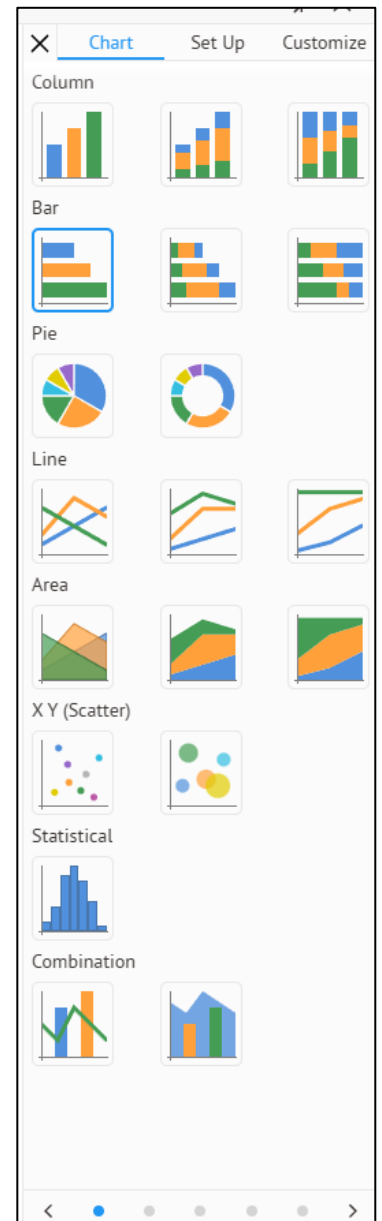 Chart Set Up Customize
Column
Bar
Pie
Line
Area
X Y (Scatter)
Statistical
Combination